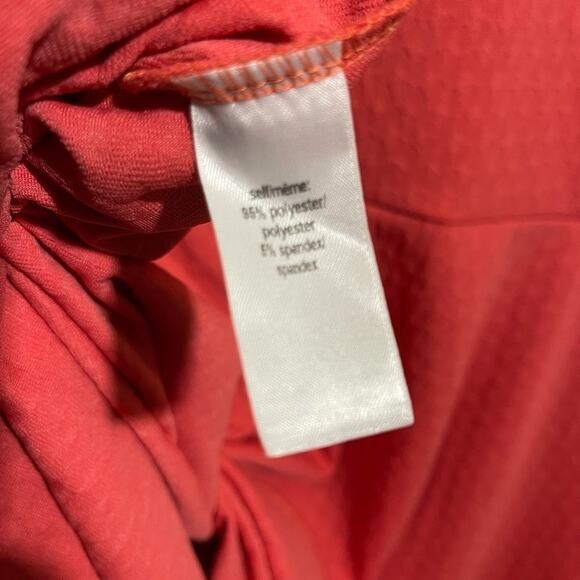 self/même:
95% polyester/
polyester
5% spandex/
spandex